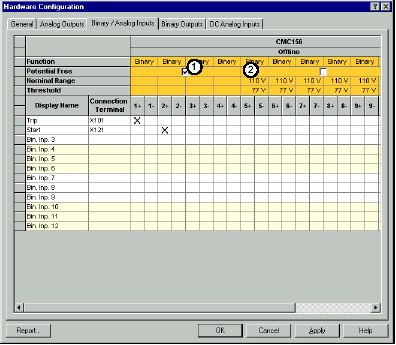 Hardware Configuration
General Analog Outputs Binary / Analog Inputs Binary Outputs DC Analog Inputs
CMC156
Offline
Function Binary Binary Binary Binary Binary Binary Binary Binary Binary
1 2
Potential Free
Nominal Range 110 V 110 V 110 V 110 V 110 V
Threshold 77 V 77 V 77 V 77 V 77 V
Display Name Connection Terminal 1+ 1- 2+ 2- 3+ 3- 4+ 4- 5+ 5- 6+ 6- 7+ 7- 8+ 8- 9+ 9-
Trip X101 X
Start X121 X
Bin. Inp. 3
Bin. Inp. 4
Bin. Inp. 5
Bin. Inp. 6
Bin. Inp. 7
Bin. Inp. 8
Bin. Inp. 9
Bin. Inp. 10
Bin. Inp. 11
Bin. Inp. 12
Report... OK Cancel Apply Help